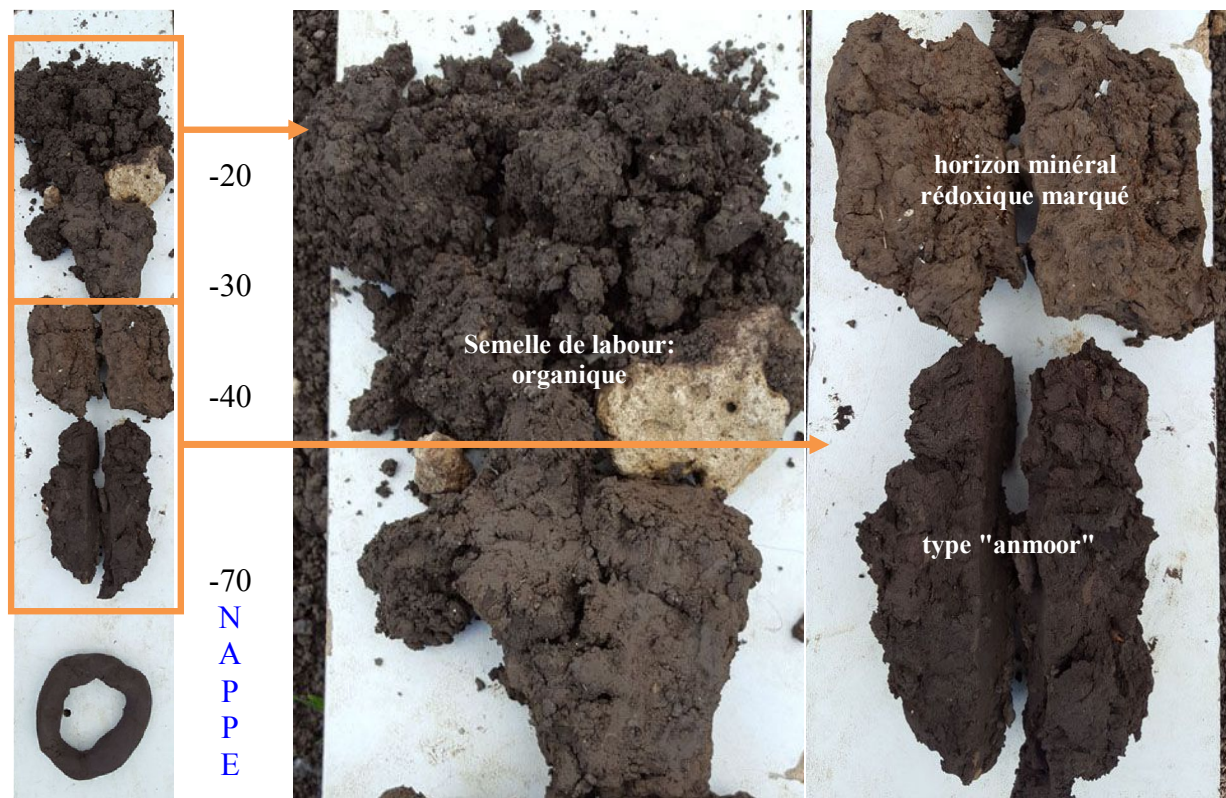 -20
-30
-40
-70
N
A
P
P
E
Semelle de labour:
organique
horizon minéral
rédoxique marqué
type "anmoor"